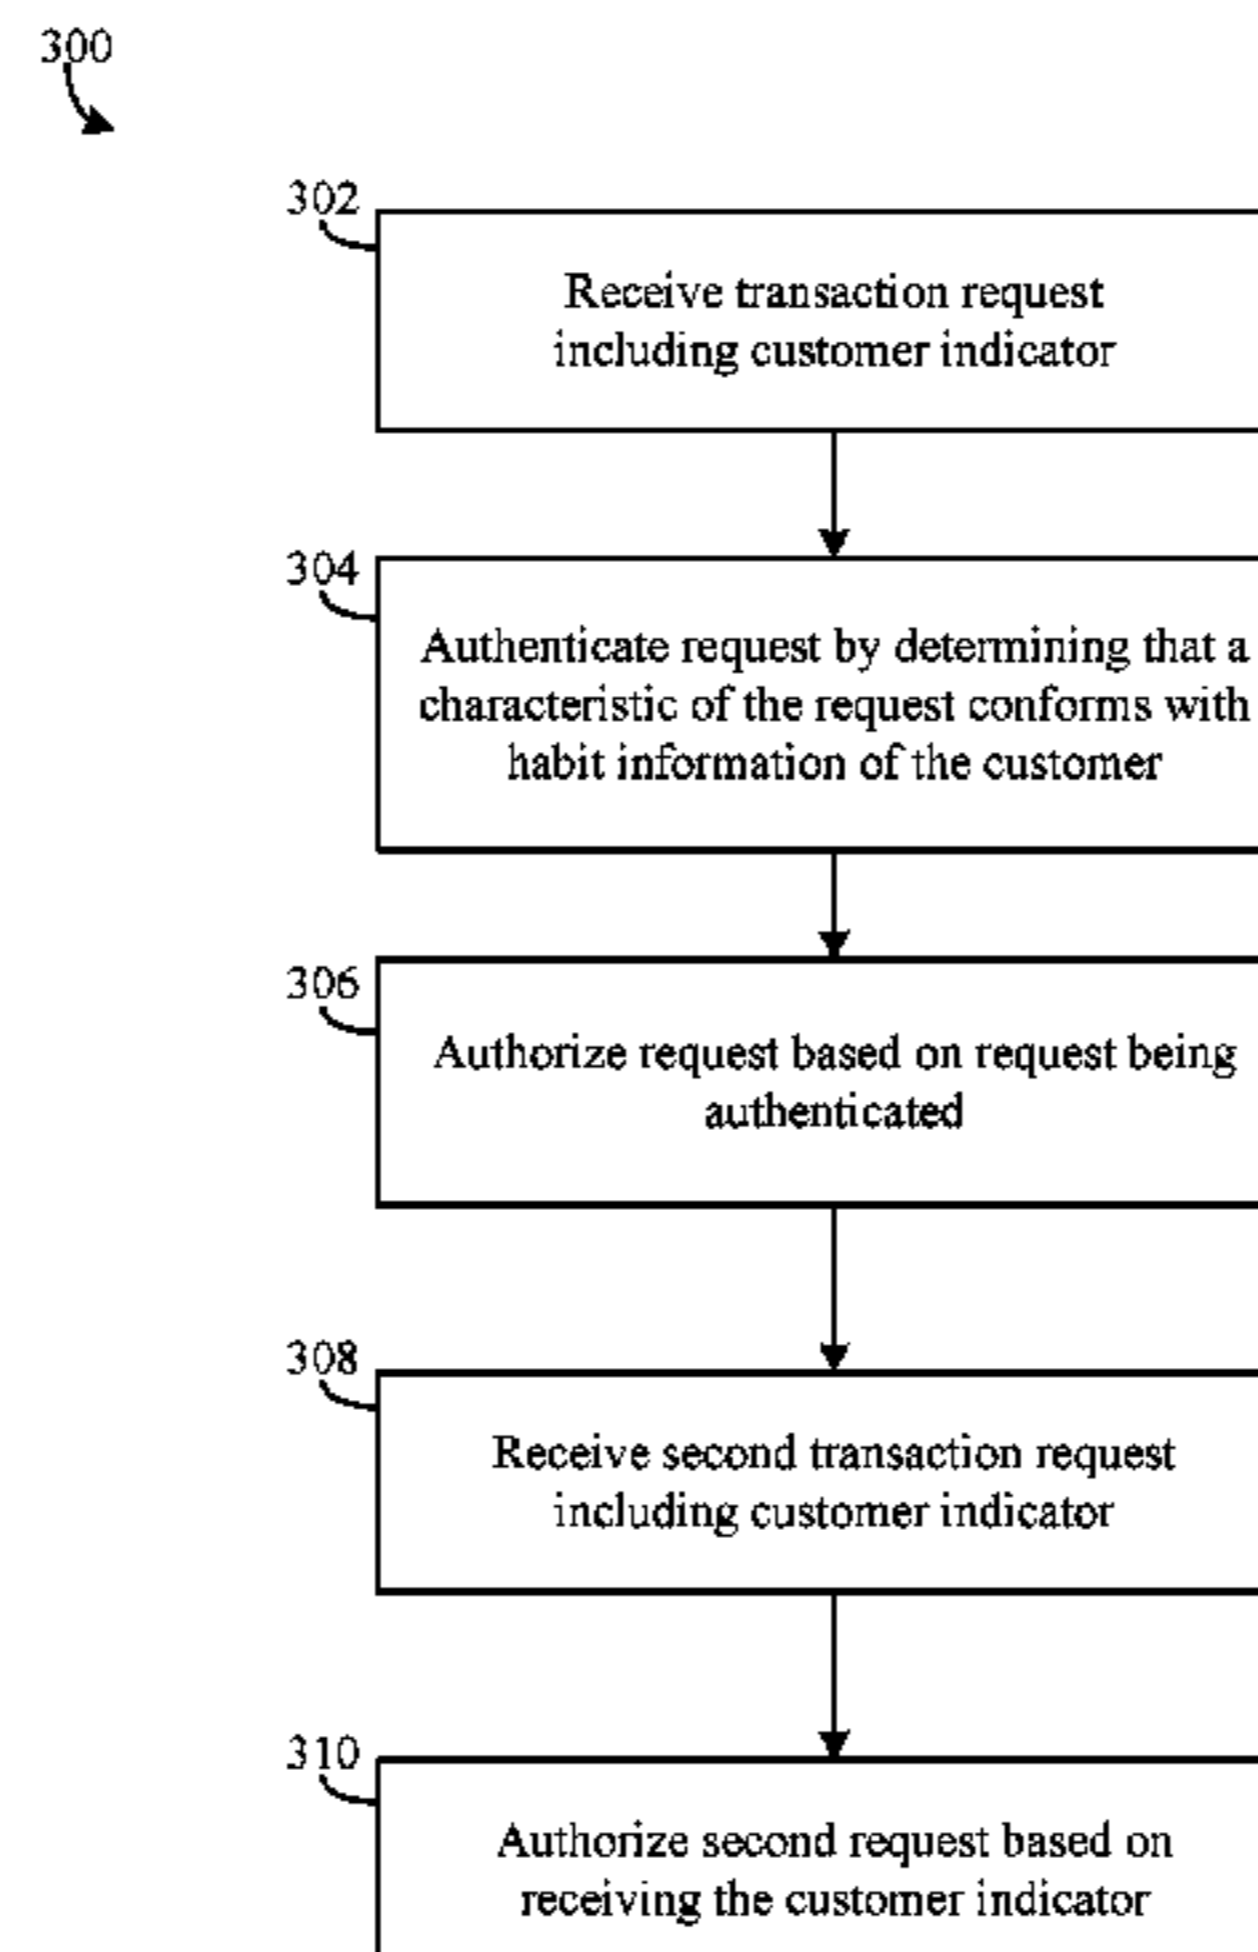 300
302
Receive transaction request
including customer indicator
304
Authenticate request by determining that a
characteristic of the request conforms with
habit information of the customer
306
Authorize request based on request being
authenticated
308
Receive second transaction request
including customer indicator
310
Authorize second request based on
receiving the customer indicator